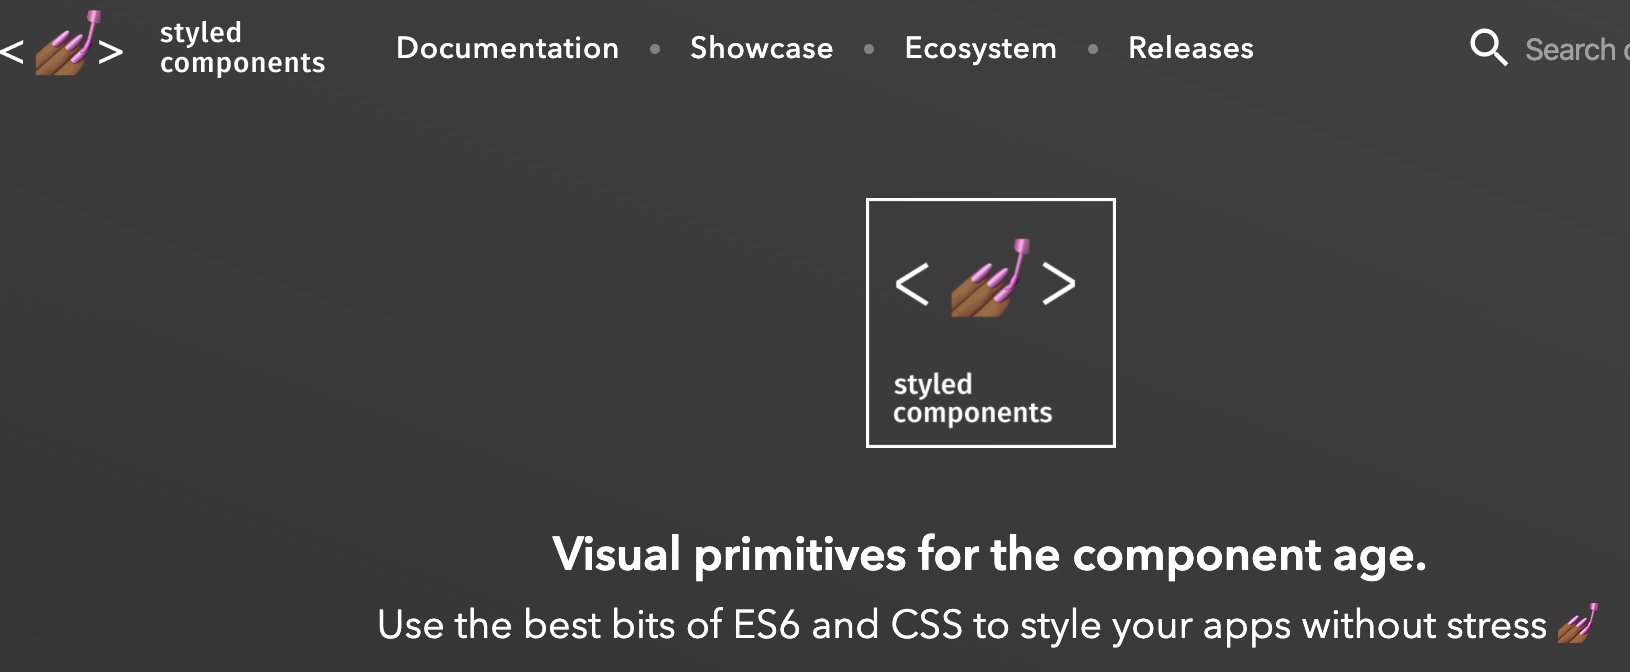 < 💅🏾 > styled
components
Documentation • Showcase • Ecosystem • Releases
Search
< 💅🏾 >
styled
components
Visual primitives for the component age.
Use the best bits of ES6 and CSS to style your apps without stress 💅🏾